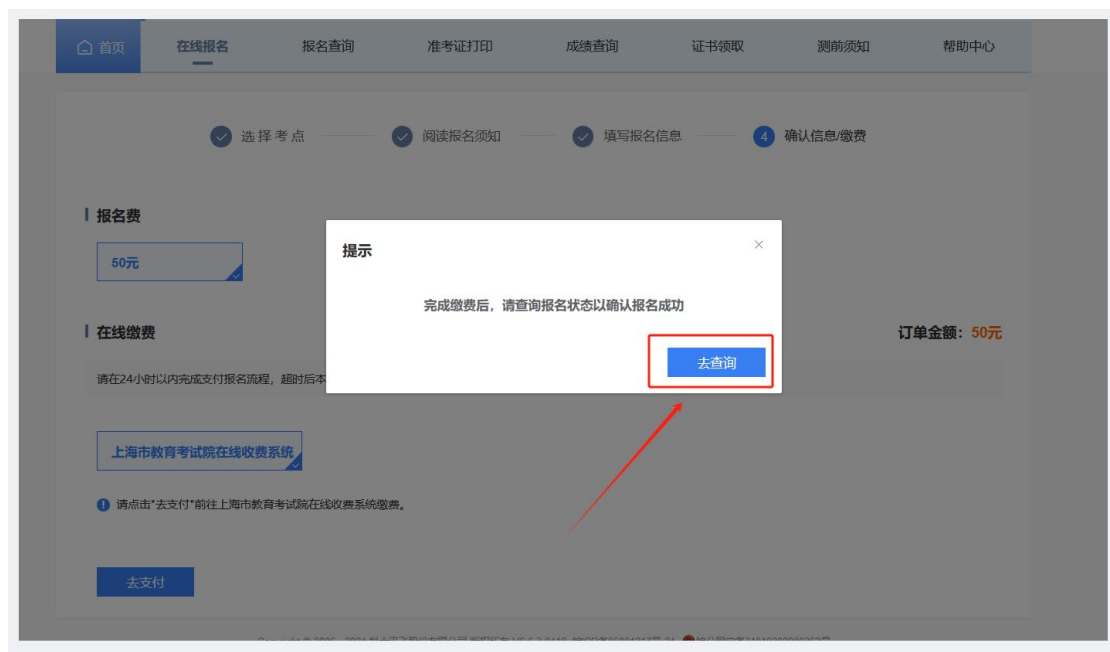 首页 在线报名 报名查询 准考证打印 成绩查询 证书领取 测前须知 帮助中心
选择考点 阅读报名须知 填写报名信息 4 确认信息/缴费
报名费
50元
提示
完成缴费后，请查询报名状态以确认报名成功
去查询
在线缴费 订单金额：50元
请在24小时以内完成支付报名流程，超时后本
上海市教育考试院在线收费系统
请点击"去支付"前往上海市教育考试院在线收费系统缴费。
去支付